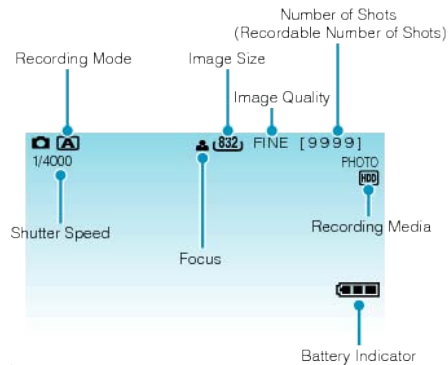 Number of Shots
(Recordable Number of Shots)
Recording Mode
Image Size
Image Quality
A
832
FINE
[9999]
1/4000
PHOTO
HDD
Shutter Speed
Recording Media
Focus
Battery Indicator